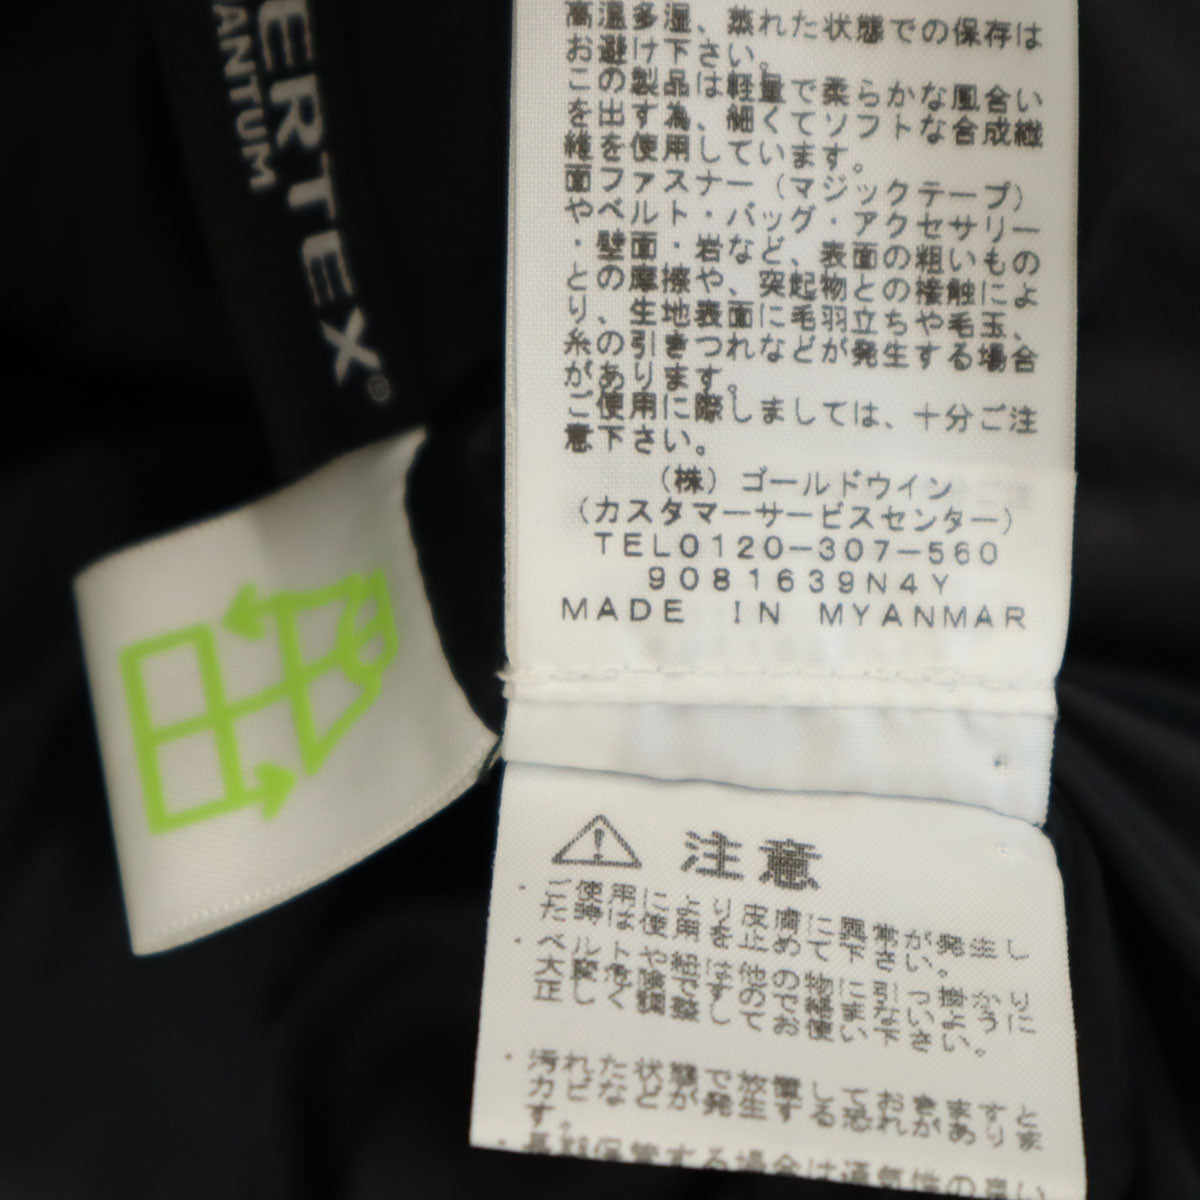 ERTEX®
ANTUM
高温多湿、蒸れた状態での保存は
お避け下さい。
この製品は軽量で柔らかな風合い
を出す為、細くてソフトな合成繊
維を使用しています。
面ファスナー(マジックテープ)
やベルト・バッグ・アクセサリー
・壁面・岩など、表面の粗いもの
との摩擦や、突起物との接触によ
り、生地表面に毛羽立ちや毛玉、
糸の引きつれなどが発生する場合
があります。
ご使用に際しましては、十分ご注
意下さい。
(株)ゴールドウイン
(カスタマーサービスセンター)
TEL0120-307-560
9081639N4Y
MADE IN MYANMAR
注意
・ご使用により皮膚に異常が発生し
た時は使用を止めて下さい。
・ベルトや紐は他の物に引っ掛かり
大変危険ですので絡まないように
正しく調整してお使い下さい。
・汚れた状態で放置しておきますと
カビなどが発生する恐れがありま
す。
・長期保管する場合は通気性の良い